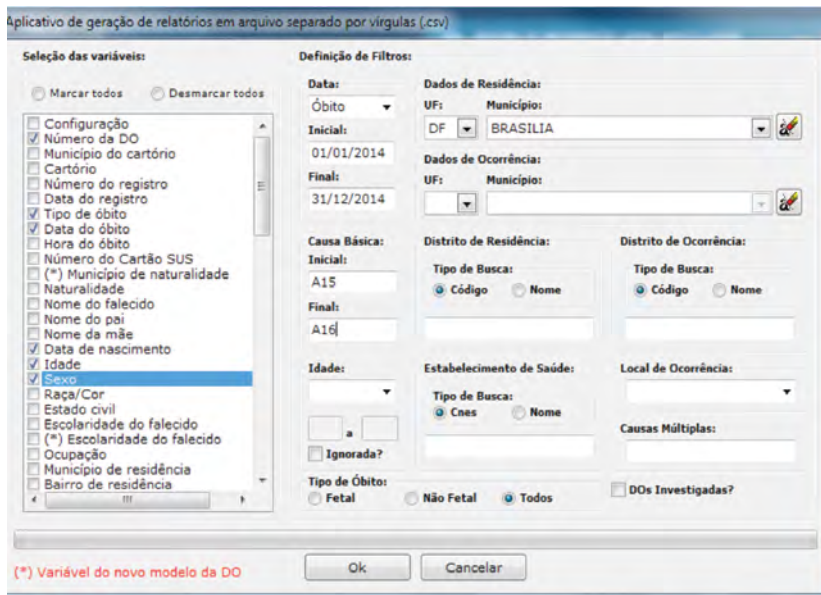 Aplicativo de geração de relatórios em arquivo separado por vírgulas (.csv)
Seleção das variáveis:
Marcar todos
Desmarcar todos
Configuração
Número da DO
Município do cartório
Cartório
Número do registro
Data do registro
Tipo de óbito
Data do óbito
Hora do óbito
Número do Cartão SUS
(*) Município de naturalidade
Naturalidade
Nome do falecido
Nome do pai
Nome da mãe
Data de nascimento
Idade
Sexo
Raça/Cor
Estado civil
Escolaridade do falecido
(*) Escolaridade do falecido
Ocupação
Município de residência
Bairro de residência
Definição de Filtros:
Data:
Óbito
Inicial:
01/01/2014
Final:
31/12/2014
Dados de Residência:
UF: Município:
DF BRASILIA
Dados de Ocorrência:
UF: Município:
Causa Básica:
Inicial:
A15
Final:
A16
Distrito de Residência:
Tipo de Busca:
Código Nome
Distrito de Ocorrência:
Tipo de Busca:
Código Nome
Idade:
a
Ignorada?
Estabelecimento de Saúde:
Tipo de Busca:
Cnes Nome
Local de Ocorrência:
Causas Múltiplas:
Tipo de Óbito:
Fetal Não Fetal Todos
DOs Investigadas?
(*) Variável do novo modelo da DO
Ok
Cancelar